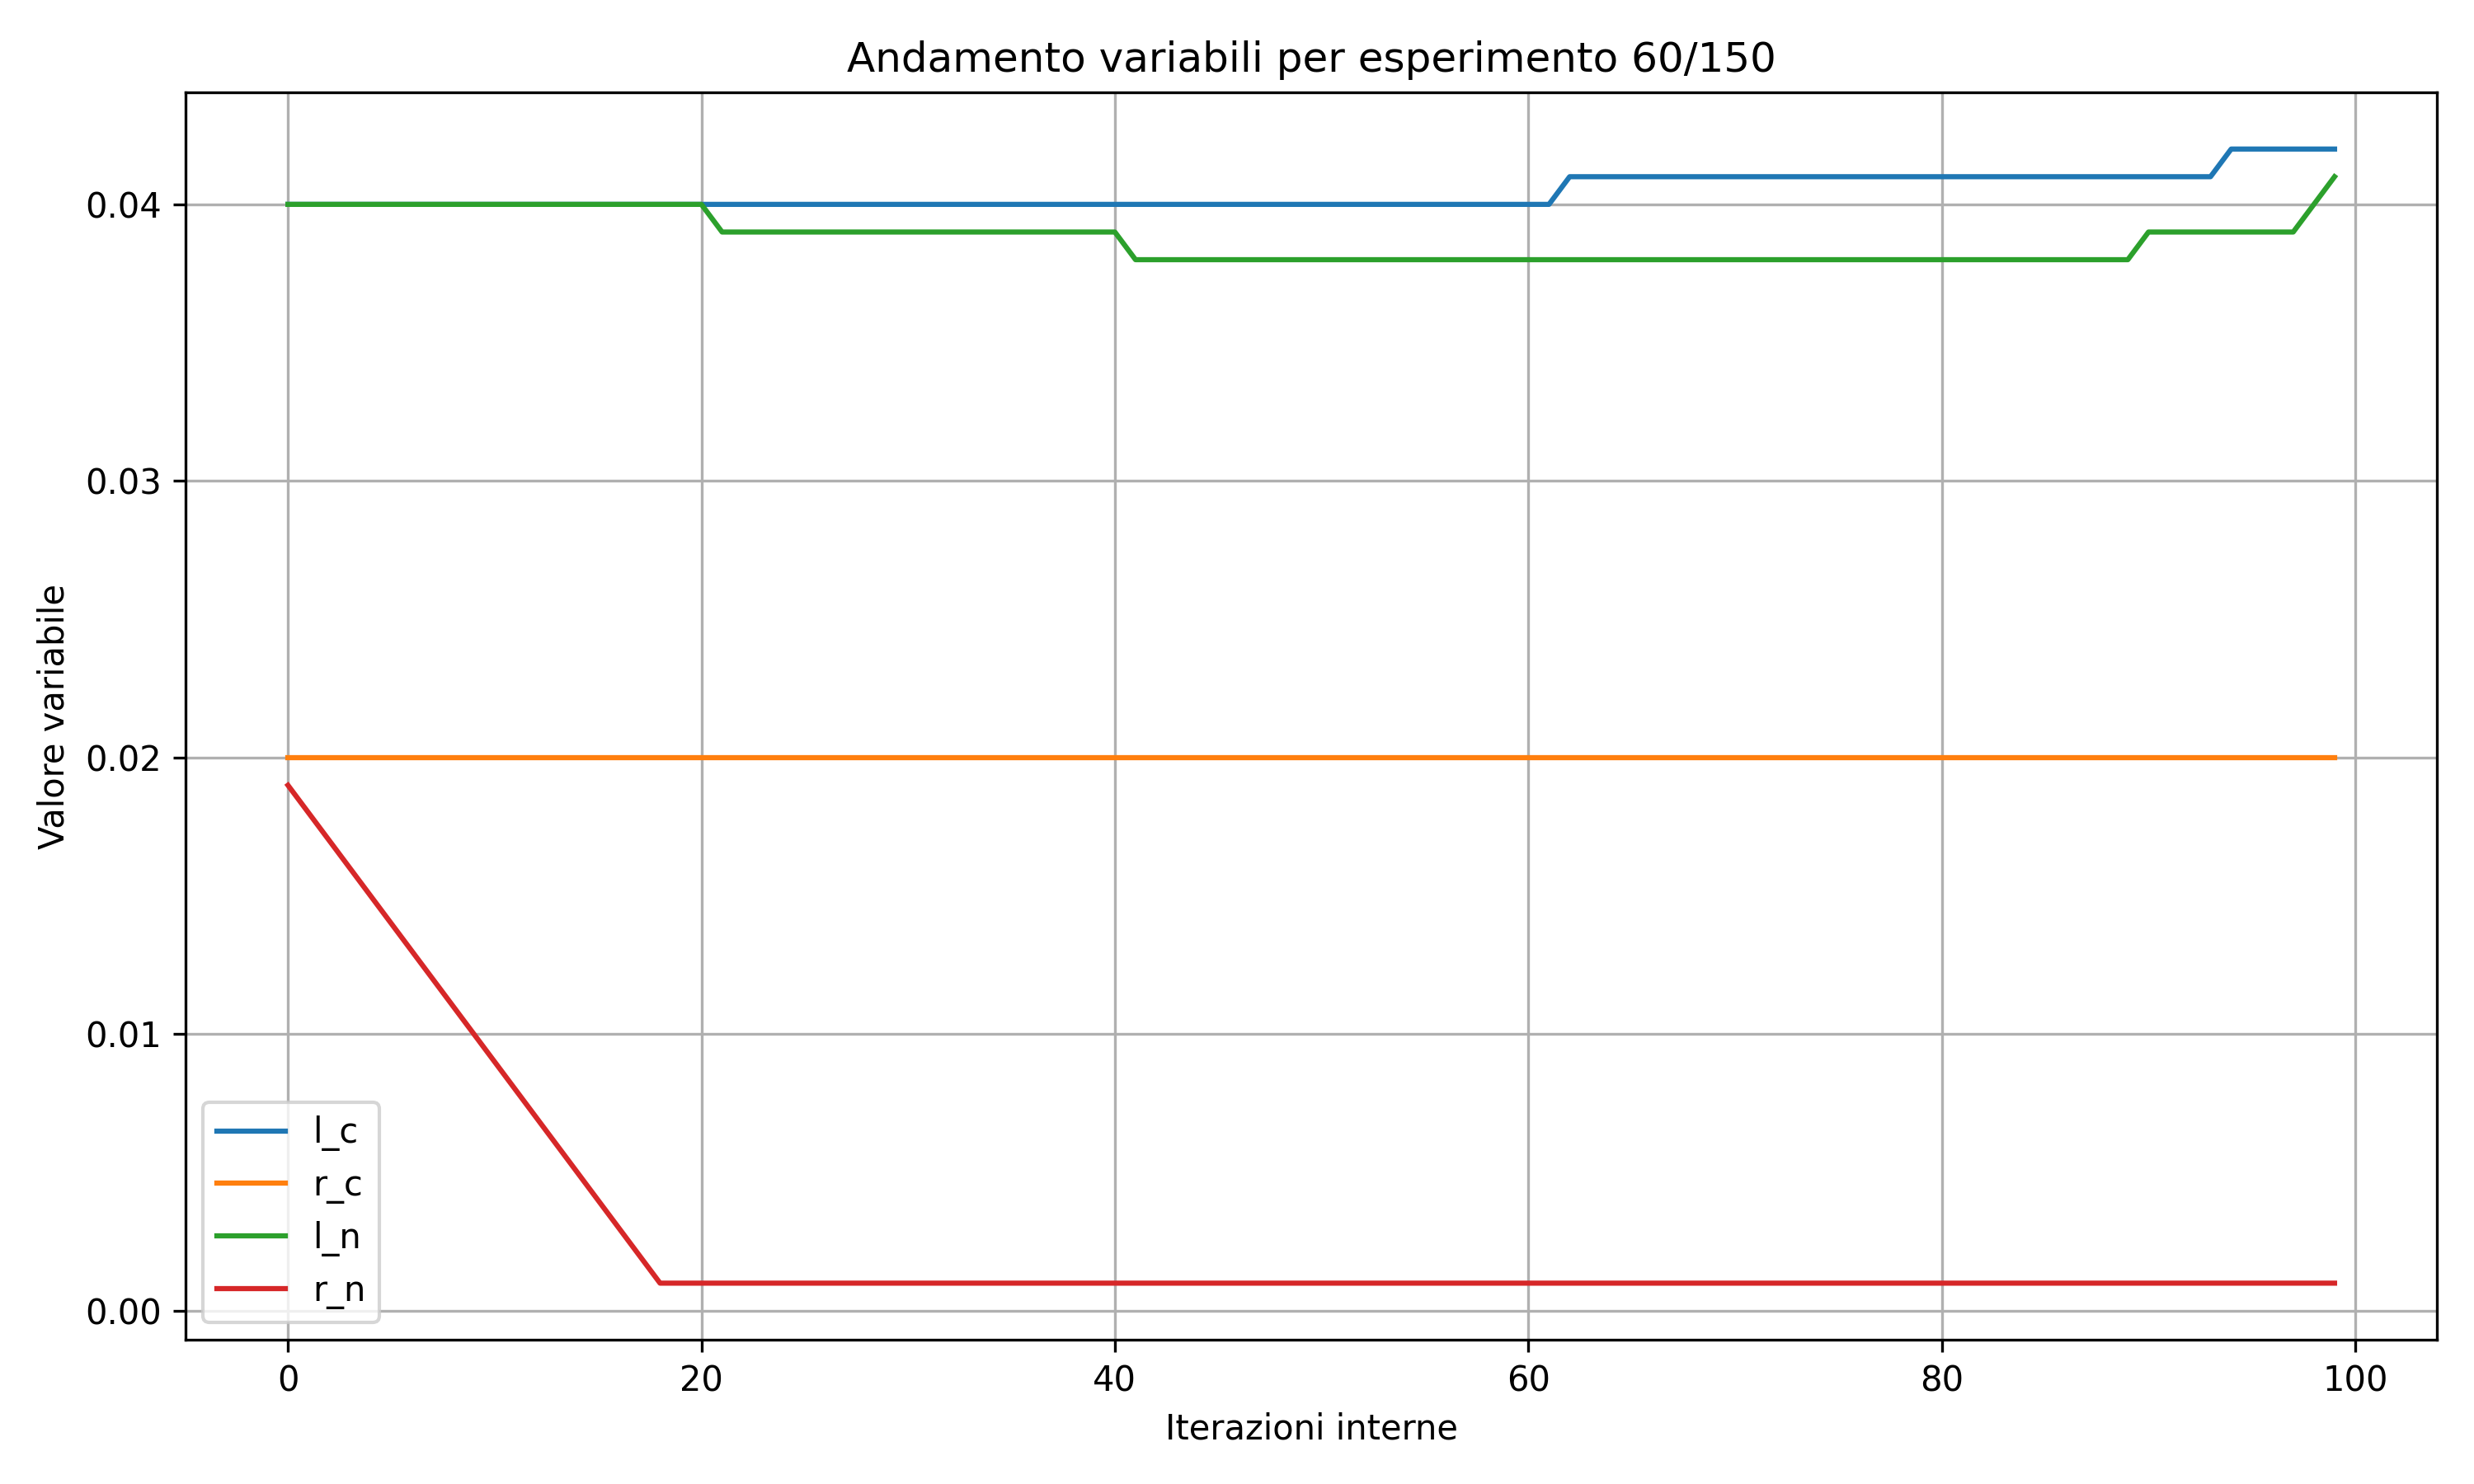 Andamento variabili per esperimento 60/150
Valore variabile
0.04
0.03
0.02
0.01
0.00
l_c
r_c
l_n
r_n
0 20 40 60 80 100
Iterazioni interne